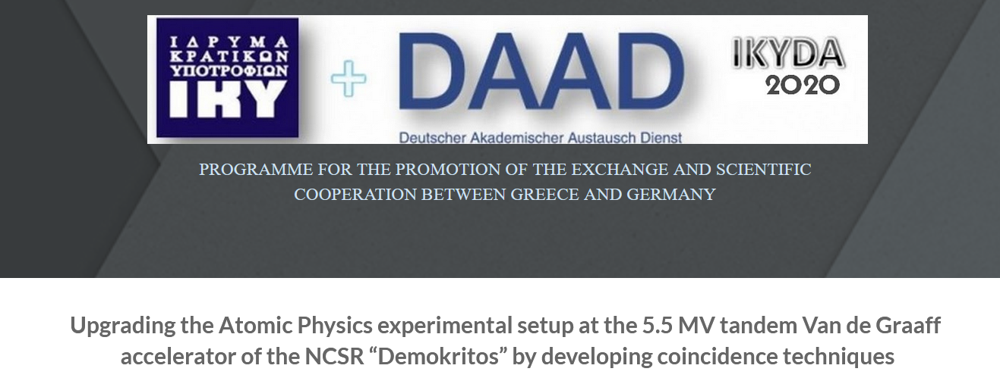 ΙΔΡΥΜΑ
ΚΡΑΤΙΚΩΝ
ΥΠΟΤΡΟΦΙΩΝ
ΙΚΥ
DAAD
Deutscher Akademischer Austausch Dienst
IKYDA
2020
PROGRAMME FOR THE PROMOTION OF THE EXCHANGE AND SCIENTIFIC
COOPERATION BETWEEN GREECE AND GERMANY
Upgrading the Atomic Physics experimental setup at the 5.5 MV tandem Van de Graaff
accelerator of the NCSR “Demokritos” by developing coincidence techniques